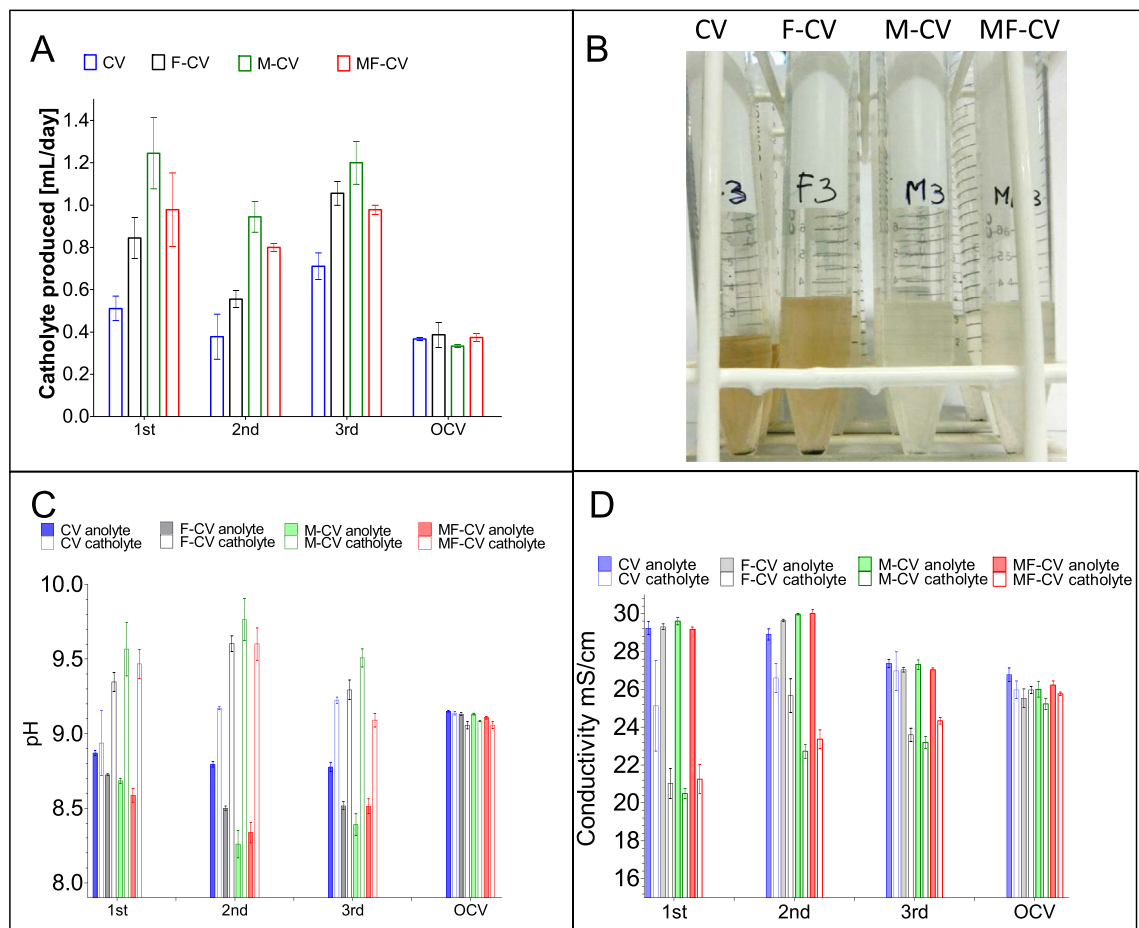 A
CV F-CV M-CV MF-CV
Catholyte produced [mL/day]
1.4
1.2
1.0
0.8
0.6
0.4
0.2
0.0
1st 2nd 3rd OCV
B
CV F-CV M-CV MF-CV
F3 M3
C
CV anolyte F-CV anolyte M-CV anolyte MF-CV anolyte
CV catholyte F-CV catholyte M-CV catholyte MF-CV catholyte
pH
10.0
9.5
9.0
8.5
8.0
1st 2nd 3rd OCV
D
CV anolyte F-CV anolyte M-CV anolyte MF-CV anolyte
CV catholyte F-CV catholyte M-CV catholyte MF-CV catholyte
Conductivity mS/cm
30
28
26
24
22
20
18
16
1st 2nd 3rd OCV